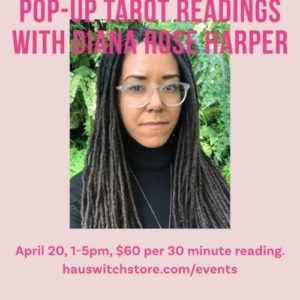 POP-UP TAROT READINGS
WITH DIANA ROSE HARPER
April 20, 1-5pm, $60 per 30 minute reading.
hauswitchstore.com/events